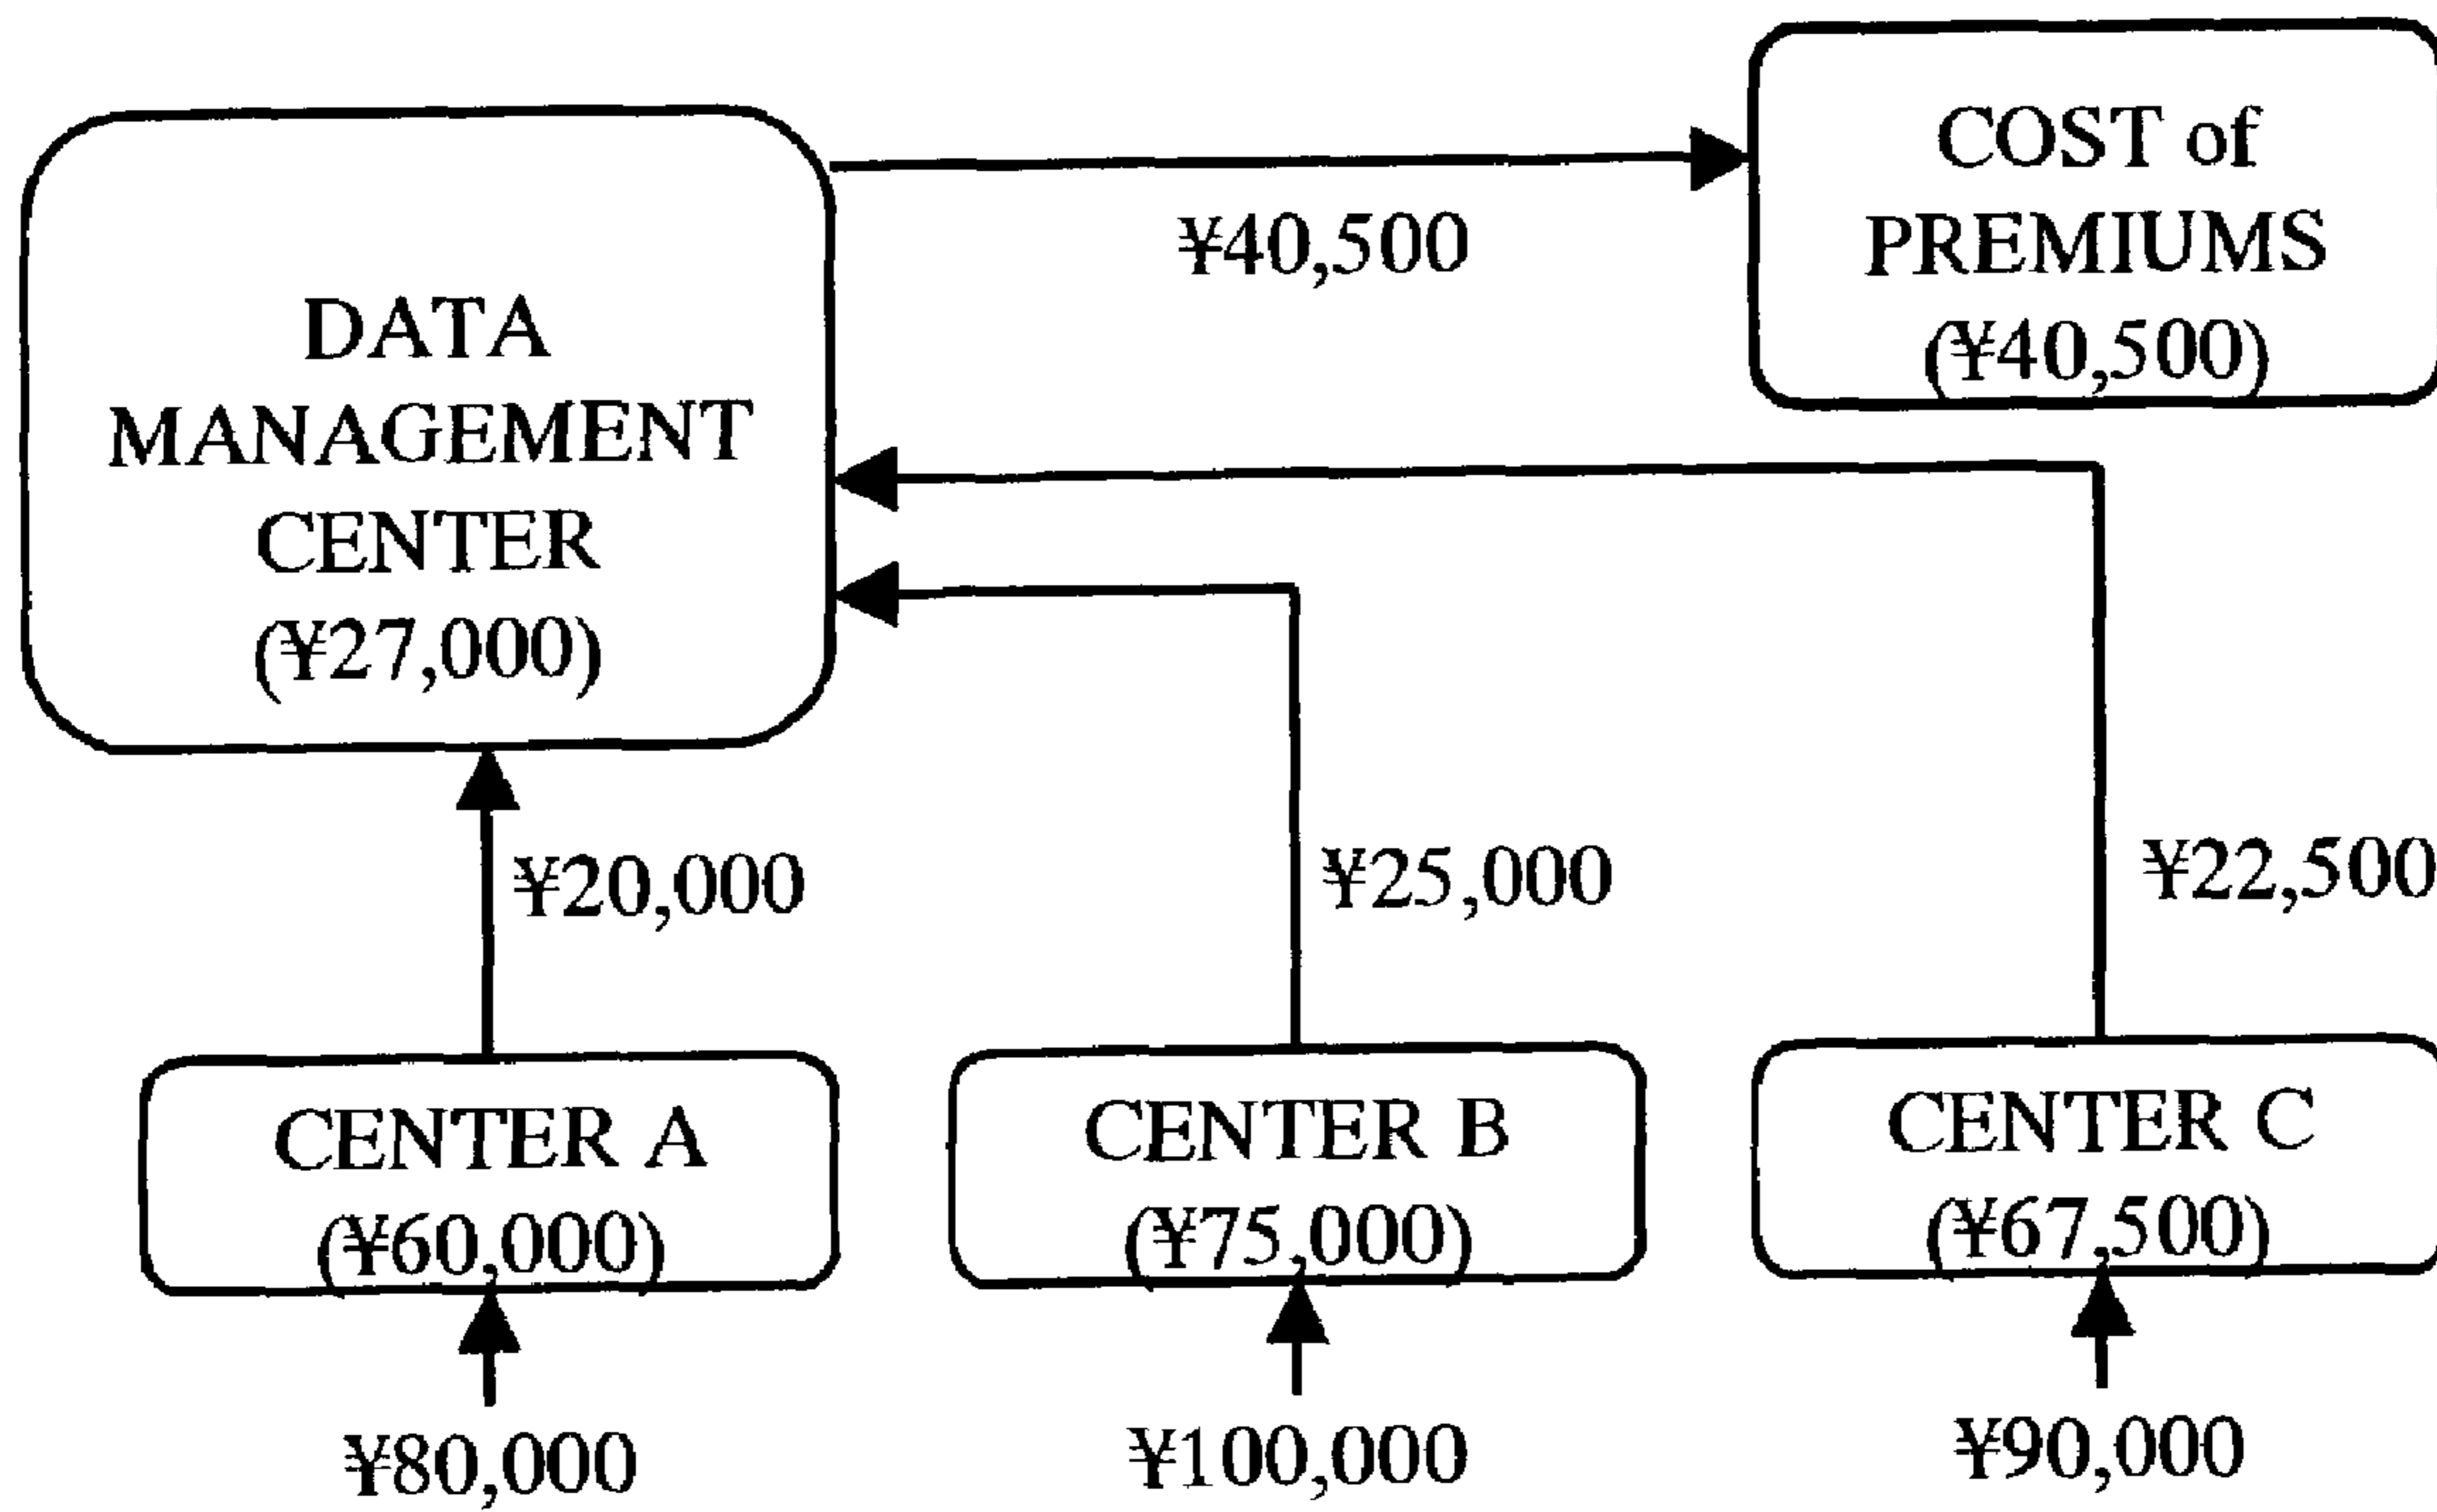 DATA
MANAGEMENT
CENTER
(¥27,000)
¥40,500
COST of
PREMIUMS
(¥40,500)
¥20,000
¥25,000
¥22,500
CENTER A
(¥60,000)
CENTER B
(¥75,000)
CENTER C
(¥67,500)
¥80,000
¥100,000
¥90,000